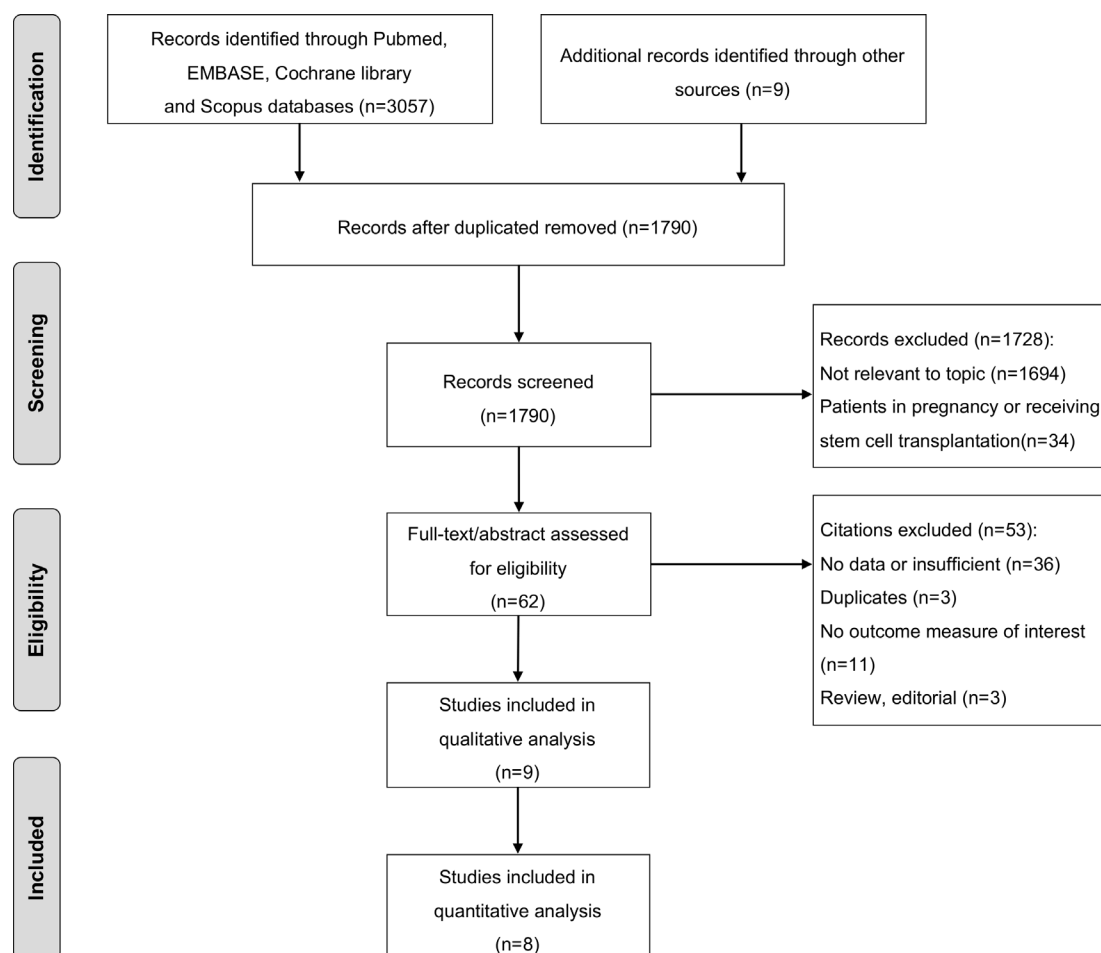 Identification
Records identified through Pubmed,
EMBASE, Cochrane library
and Scopus databases (n=3057)
Additional records identified through other
sources (n=9)
Records after duplicated removed (n=1790)
Screening
Records screened
(n=1790)
Records excluded (n=1728):
Not relevant to topic (n=1694)
Patients in pregnancy or receiving
stem cell transplantation(n=34)
Eligibility
Full-text/abstract assessed
for eligibility
(n=62)
Citations excluded (n=53):
No data or insufficient (n=36)
Duplicates (n=3)
No outcome measure of interest
(n=11)
Review, editorial (n=3)
Studies included in
qualitative analysis
(n=9)
Included
Studies included in
quantitative analysis
(n=8)